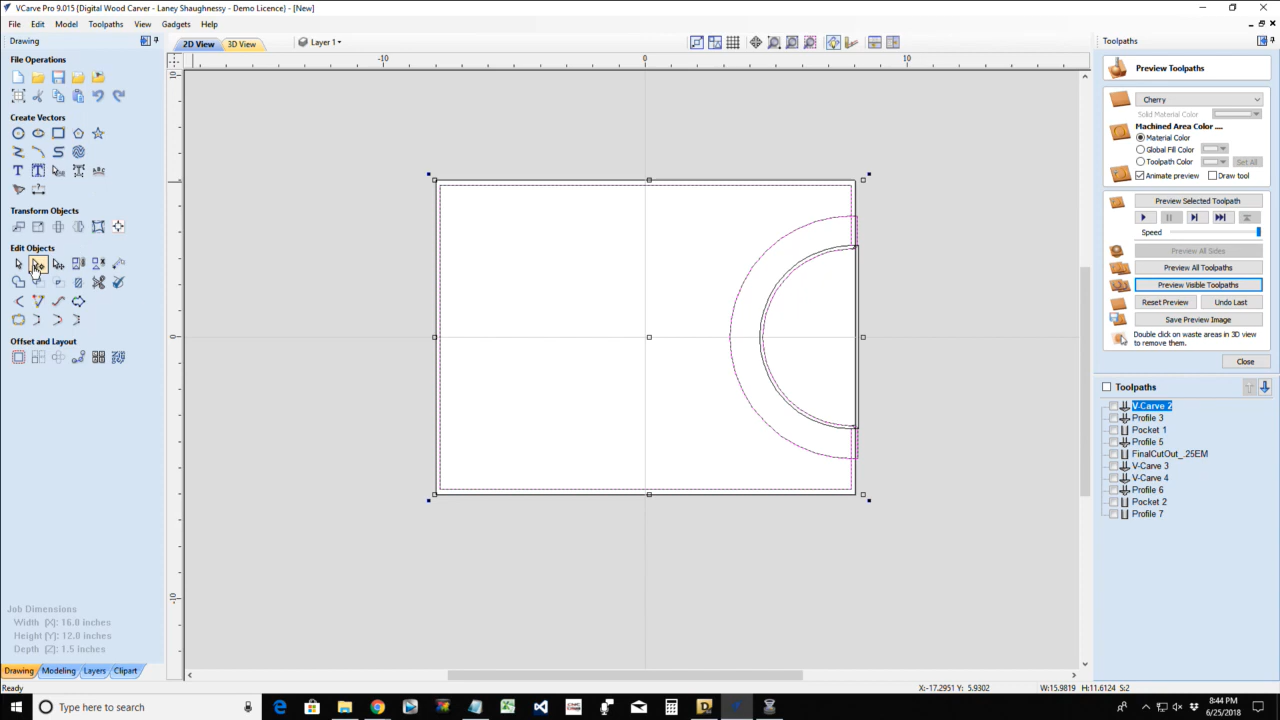 VCarve Pro 9.015 {Digital Wood Carver - Laney Shaughnessy - Demo Licence} - [New]
File Edit Model Toolpaths View Gadgets Help
Drawing
2D View 3D View Layer 1
Toolpaths
File Operations
-10 0 10
10
Preview Toolpaths
Cherry
Solid Material Color
Create Vectors
Machined Area Color ....
Material Color
Global Fill Color
Toolpath Color Set All
Animate preview Draw tool
Preview Selected Toolpath
Transform Objects
Speed
Edit Objects
Preview All Sides
Preview All Toolpaths
Preview Visible Toolpaths
Reset Preview Undo Last
Save Preview Image
Double click on waste areas in 3D view
to remove them.
0
Offset and Layout
Close
Toolpaths
V-Carve 2
Profile 3
Pocket 1
Profile 5
FinalCutOut_.25EM
V-Carve 3
V-Carve 4
Profile 6
Pocket 2
Profile 7
-10
Job Dimensions
Width (X): 16.0 inches
Height (Y): 12.0 inches
Depth (Z): 1.5 inches
Drawing Modeling Layers Clipart
Ready X:-17.2951 Y: 5.9302 W:15.9819 H:11.6124 S:2
Type here to search
8:44 PM
6/25/2018